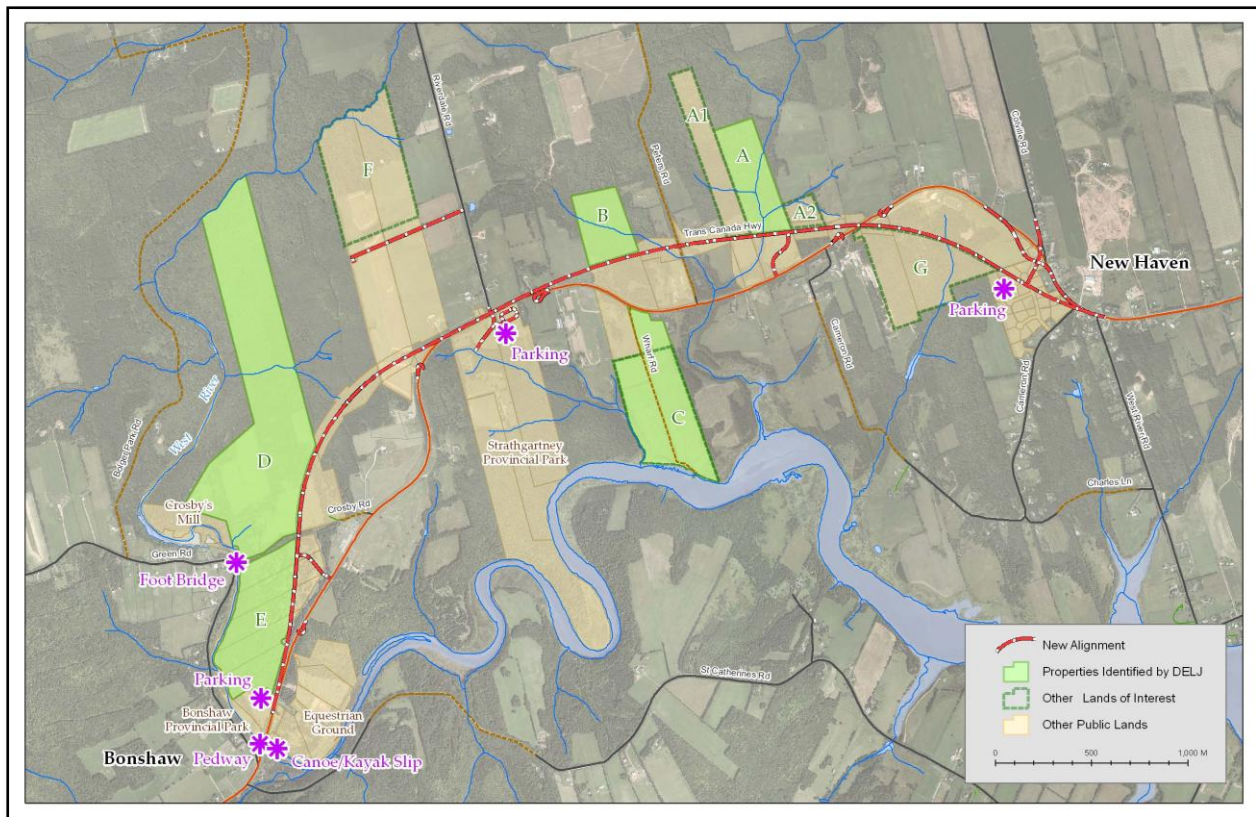 Riverdale Rd
Colville Rd
Peters Rd
A1
A
F
B
A2
Trans Canada Hwy
G
New Haven
Parking
Parking
Wharf Rd
Cameron Rd
Cameron Rd
West River Rd
C
West River
D
Strathgartney
Provincial Park
Crosby's
Mill
Crosby Rd
Charles Ln
Green Rd
Foot Bridge
E
St Catherines Rd
Parking
Bonshaw
Provincial Park
Equestrian
Ground
Bonshaw
Pedway
Canoe/Kayak Slip
New Alignment
Properties Identified by DELJ
Other Lands of Interest
Other Public Lands
0 500 1,000 M